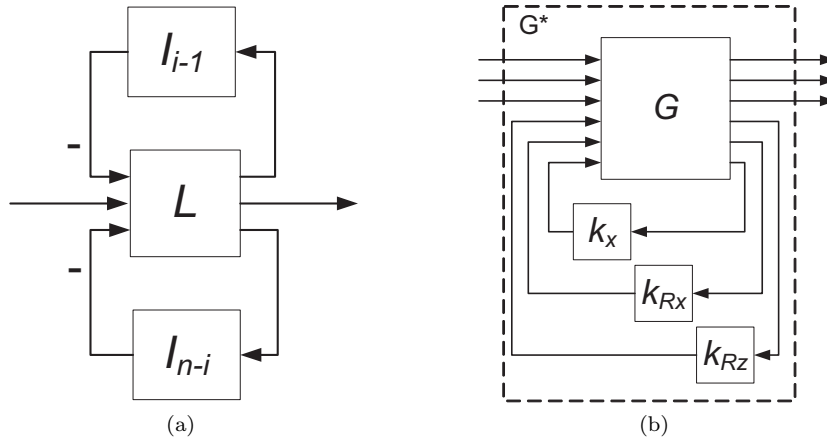 I_{i-1}
-
L
-
I_{n-i}
(a)
G*
G
k_x
k_{Rx}
k_{Rz}
(b)